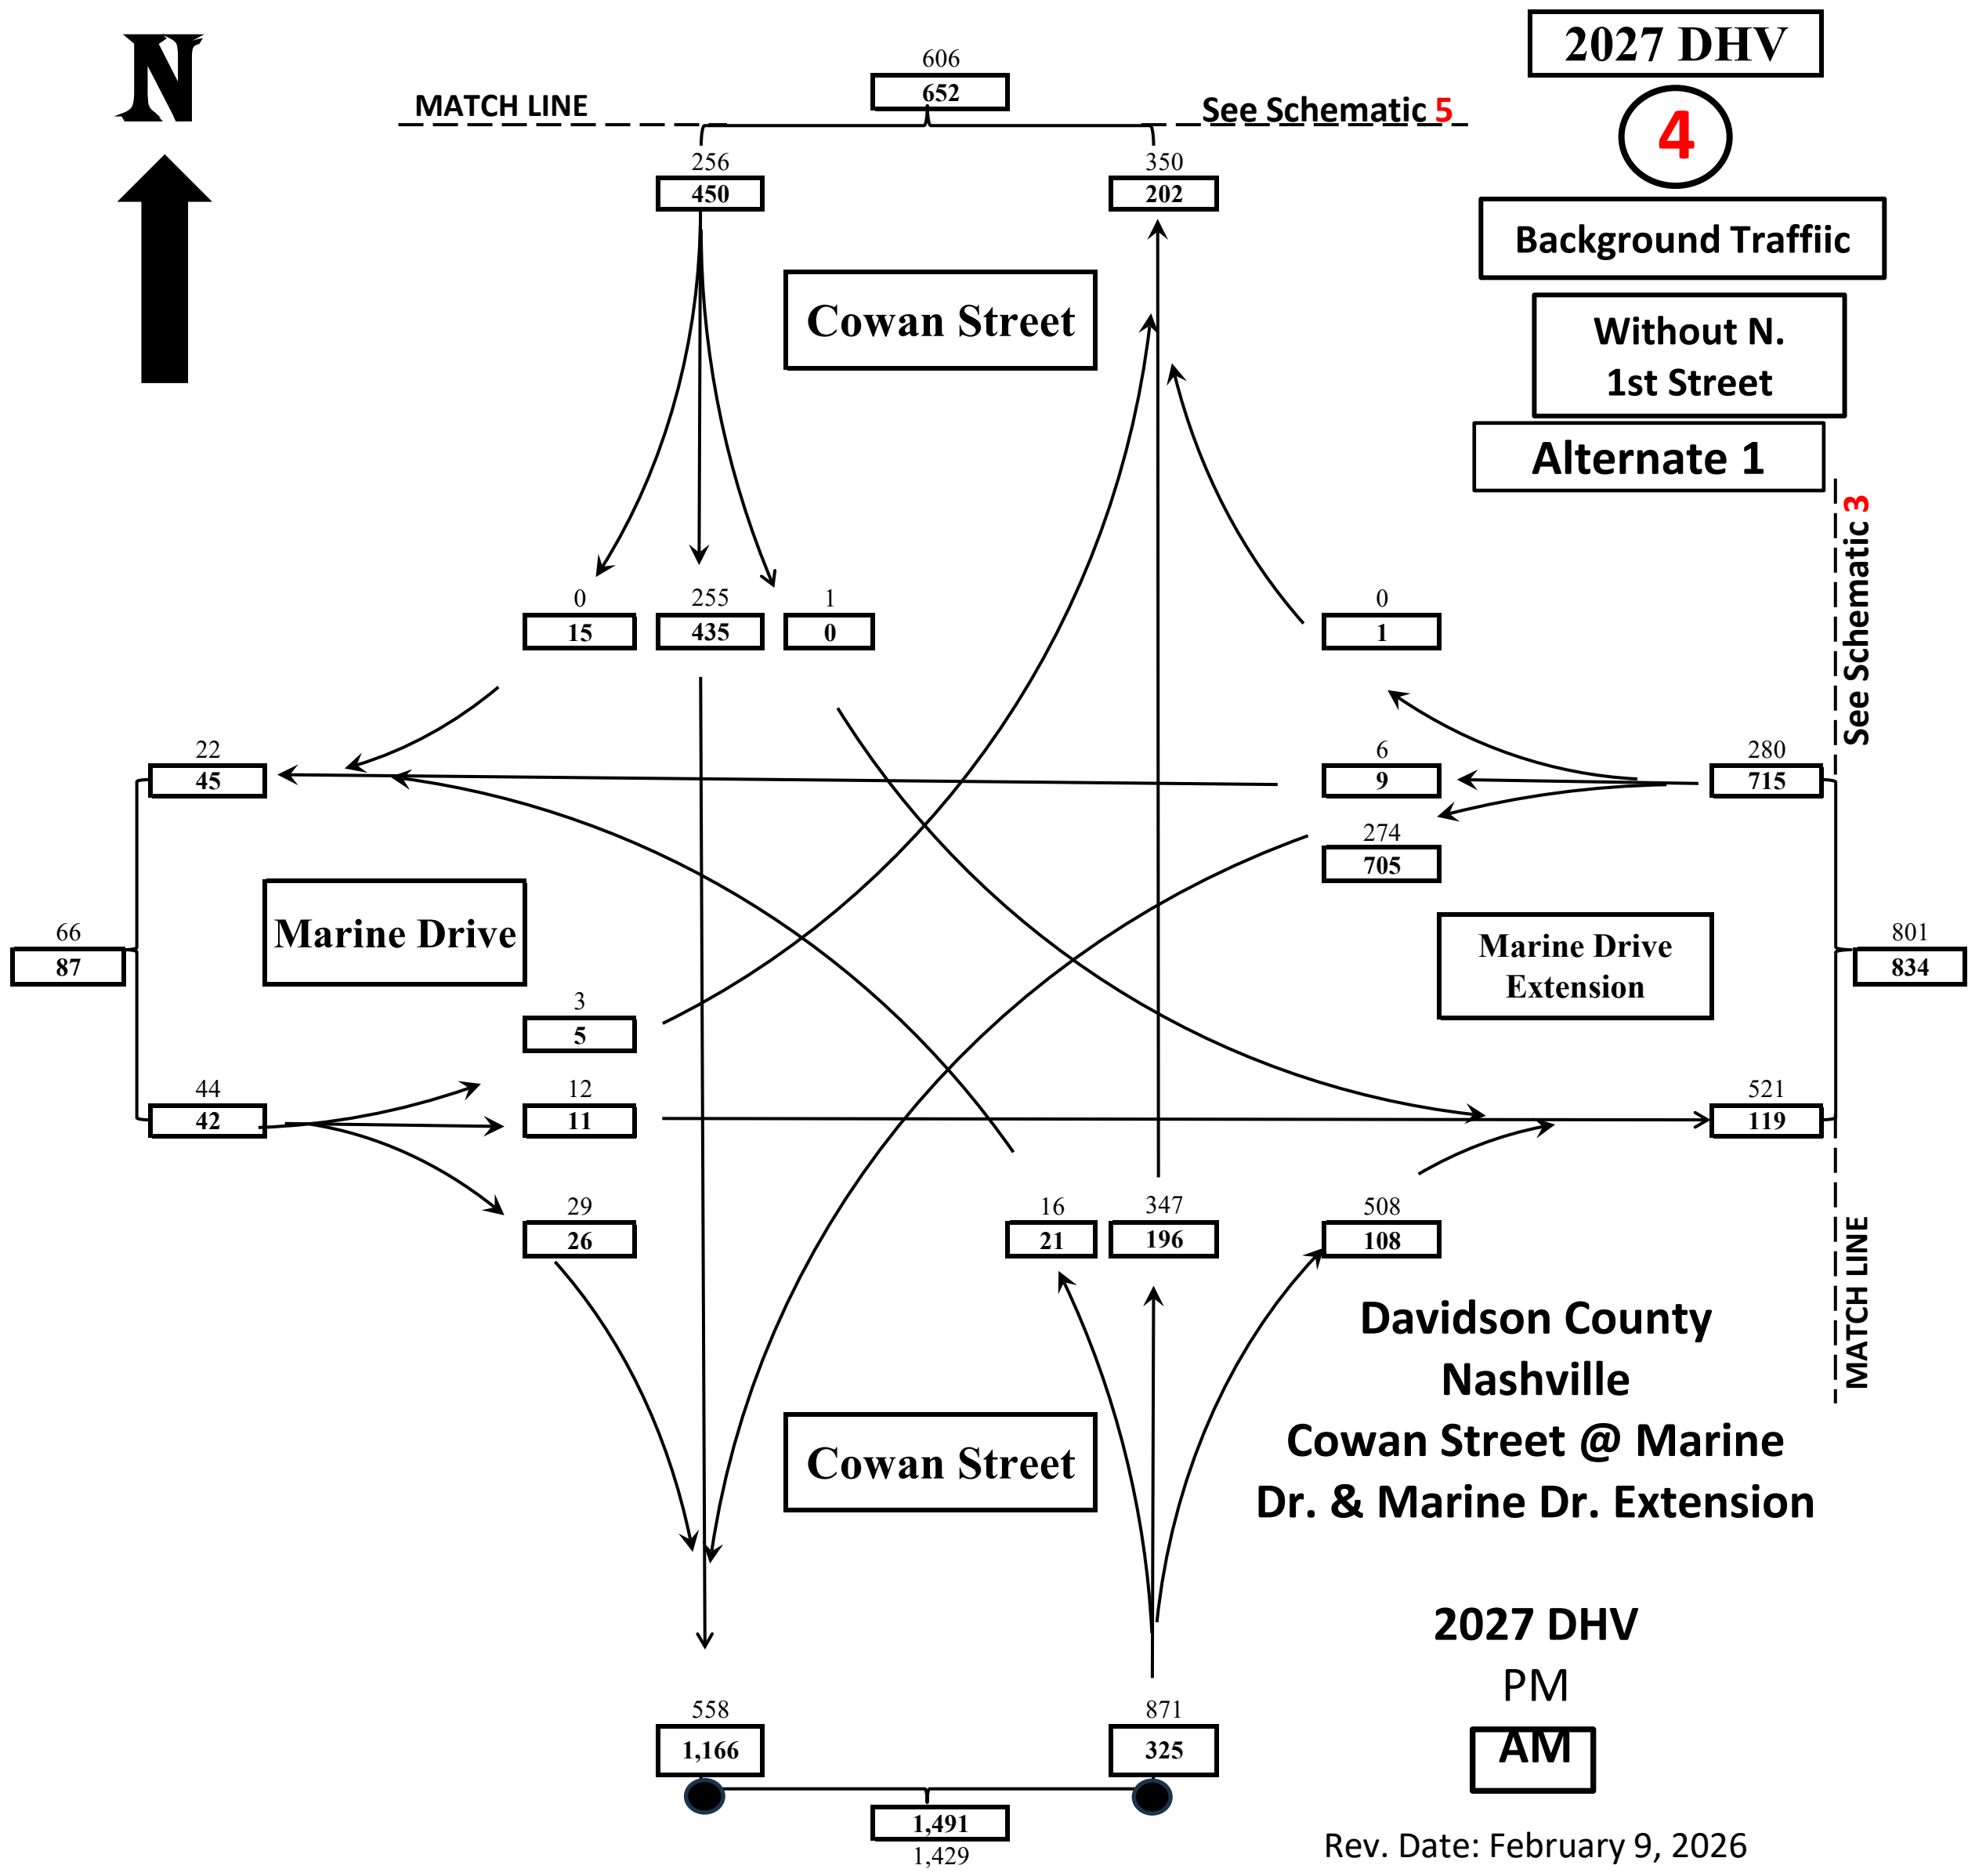 N
606
652
2027 DHV
MATCH LINE
See Schematic 5
4
256
450
350
202
Background Traffiic
Cowan Street
Without N.
1st Street
Alternate 1
See Schematic 3
0
15
255
435
1
0
0
1
22
45
6
9
280
715
274
705
66
87
Marine Drive
Marine Drive
Extension
801
834
3
5
44
42
12
11
521
119
29
26
16
21
347
196
508
108
MATCH LINE
Davidson County
Nashville
Cowan Street @ Marine
Dr. & Marine Dr. Extension
Cowan Street
2027 DHV
PM
AM
558
1,166
871
325
1,491
1,429
Rev. Date: February 9, 2026